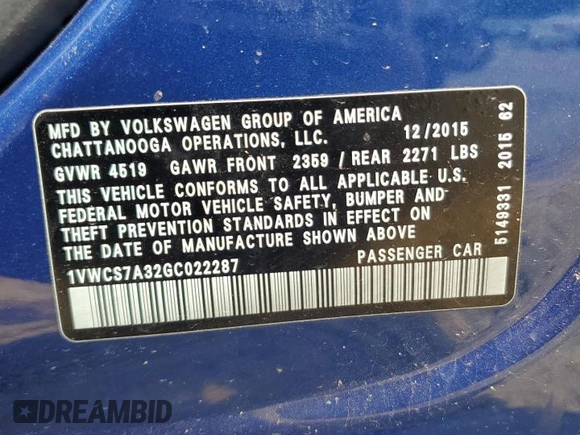 MFD BY VOLKSWAGEN GROUP OF AMERICA
CHATTANOOGA OPERATIONS, LLC. 12/2015
GVWR 4519 GAWR FRONT 2359 / REAR 2271 LBS
THIS VEHICLE CONFORMS TO ALL APPLICABLE U.S.
FEDERAL MOTOR VEHICLE SAFETY, BUMPER AND
THEFT PREVENTION STANDARDS IN EFFECT ON
THE DATE OF MANUFACTURE SHOWN ABOVE
1VWCS7A32GC022287 PASSENGER CAR
5149331 2015 62
DREAMBID